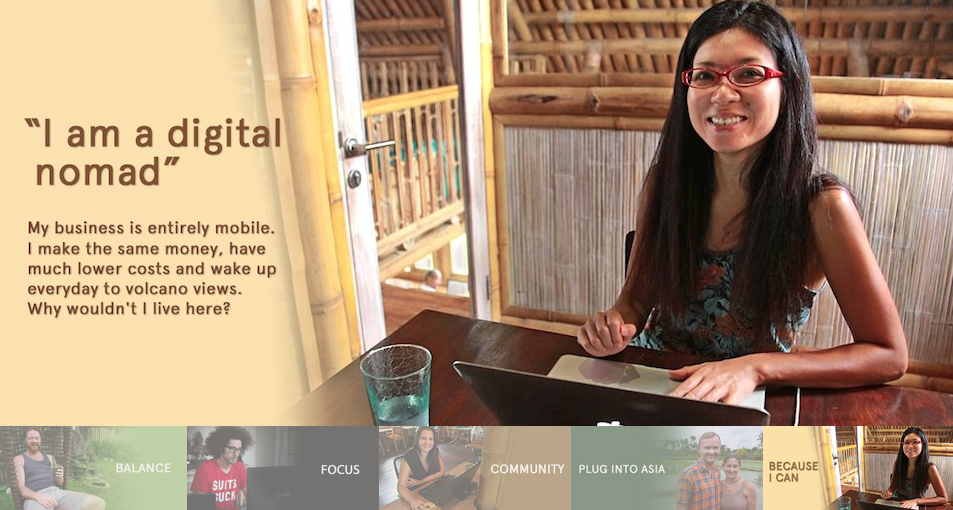 “I am a digital
nomad”
My business is entirely mobile.
I make the same money, have
much lower costs and wake up
everyday to volcano views.
Why wouldn't I live here?
BALANCE
SUITS
SUCK
FOCUS
COMMUNITY
PLUG INTO ASIA
BECAUSE
I CAN